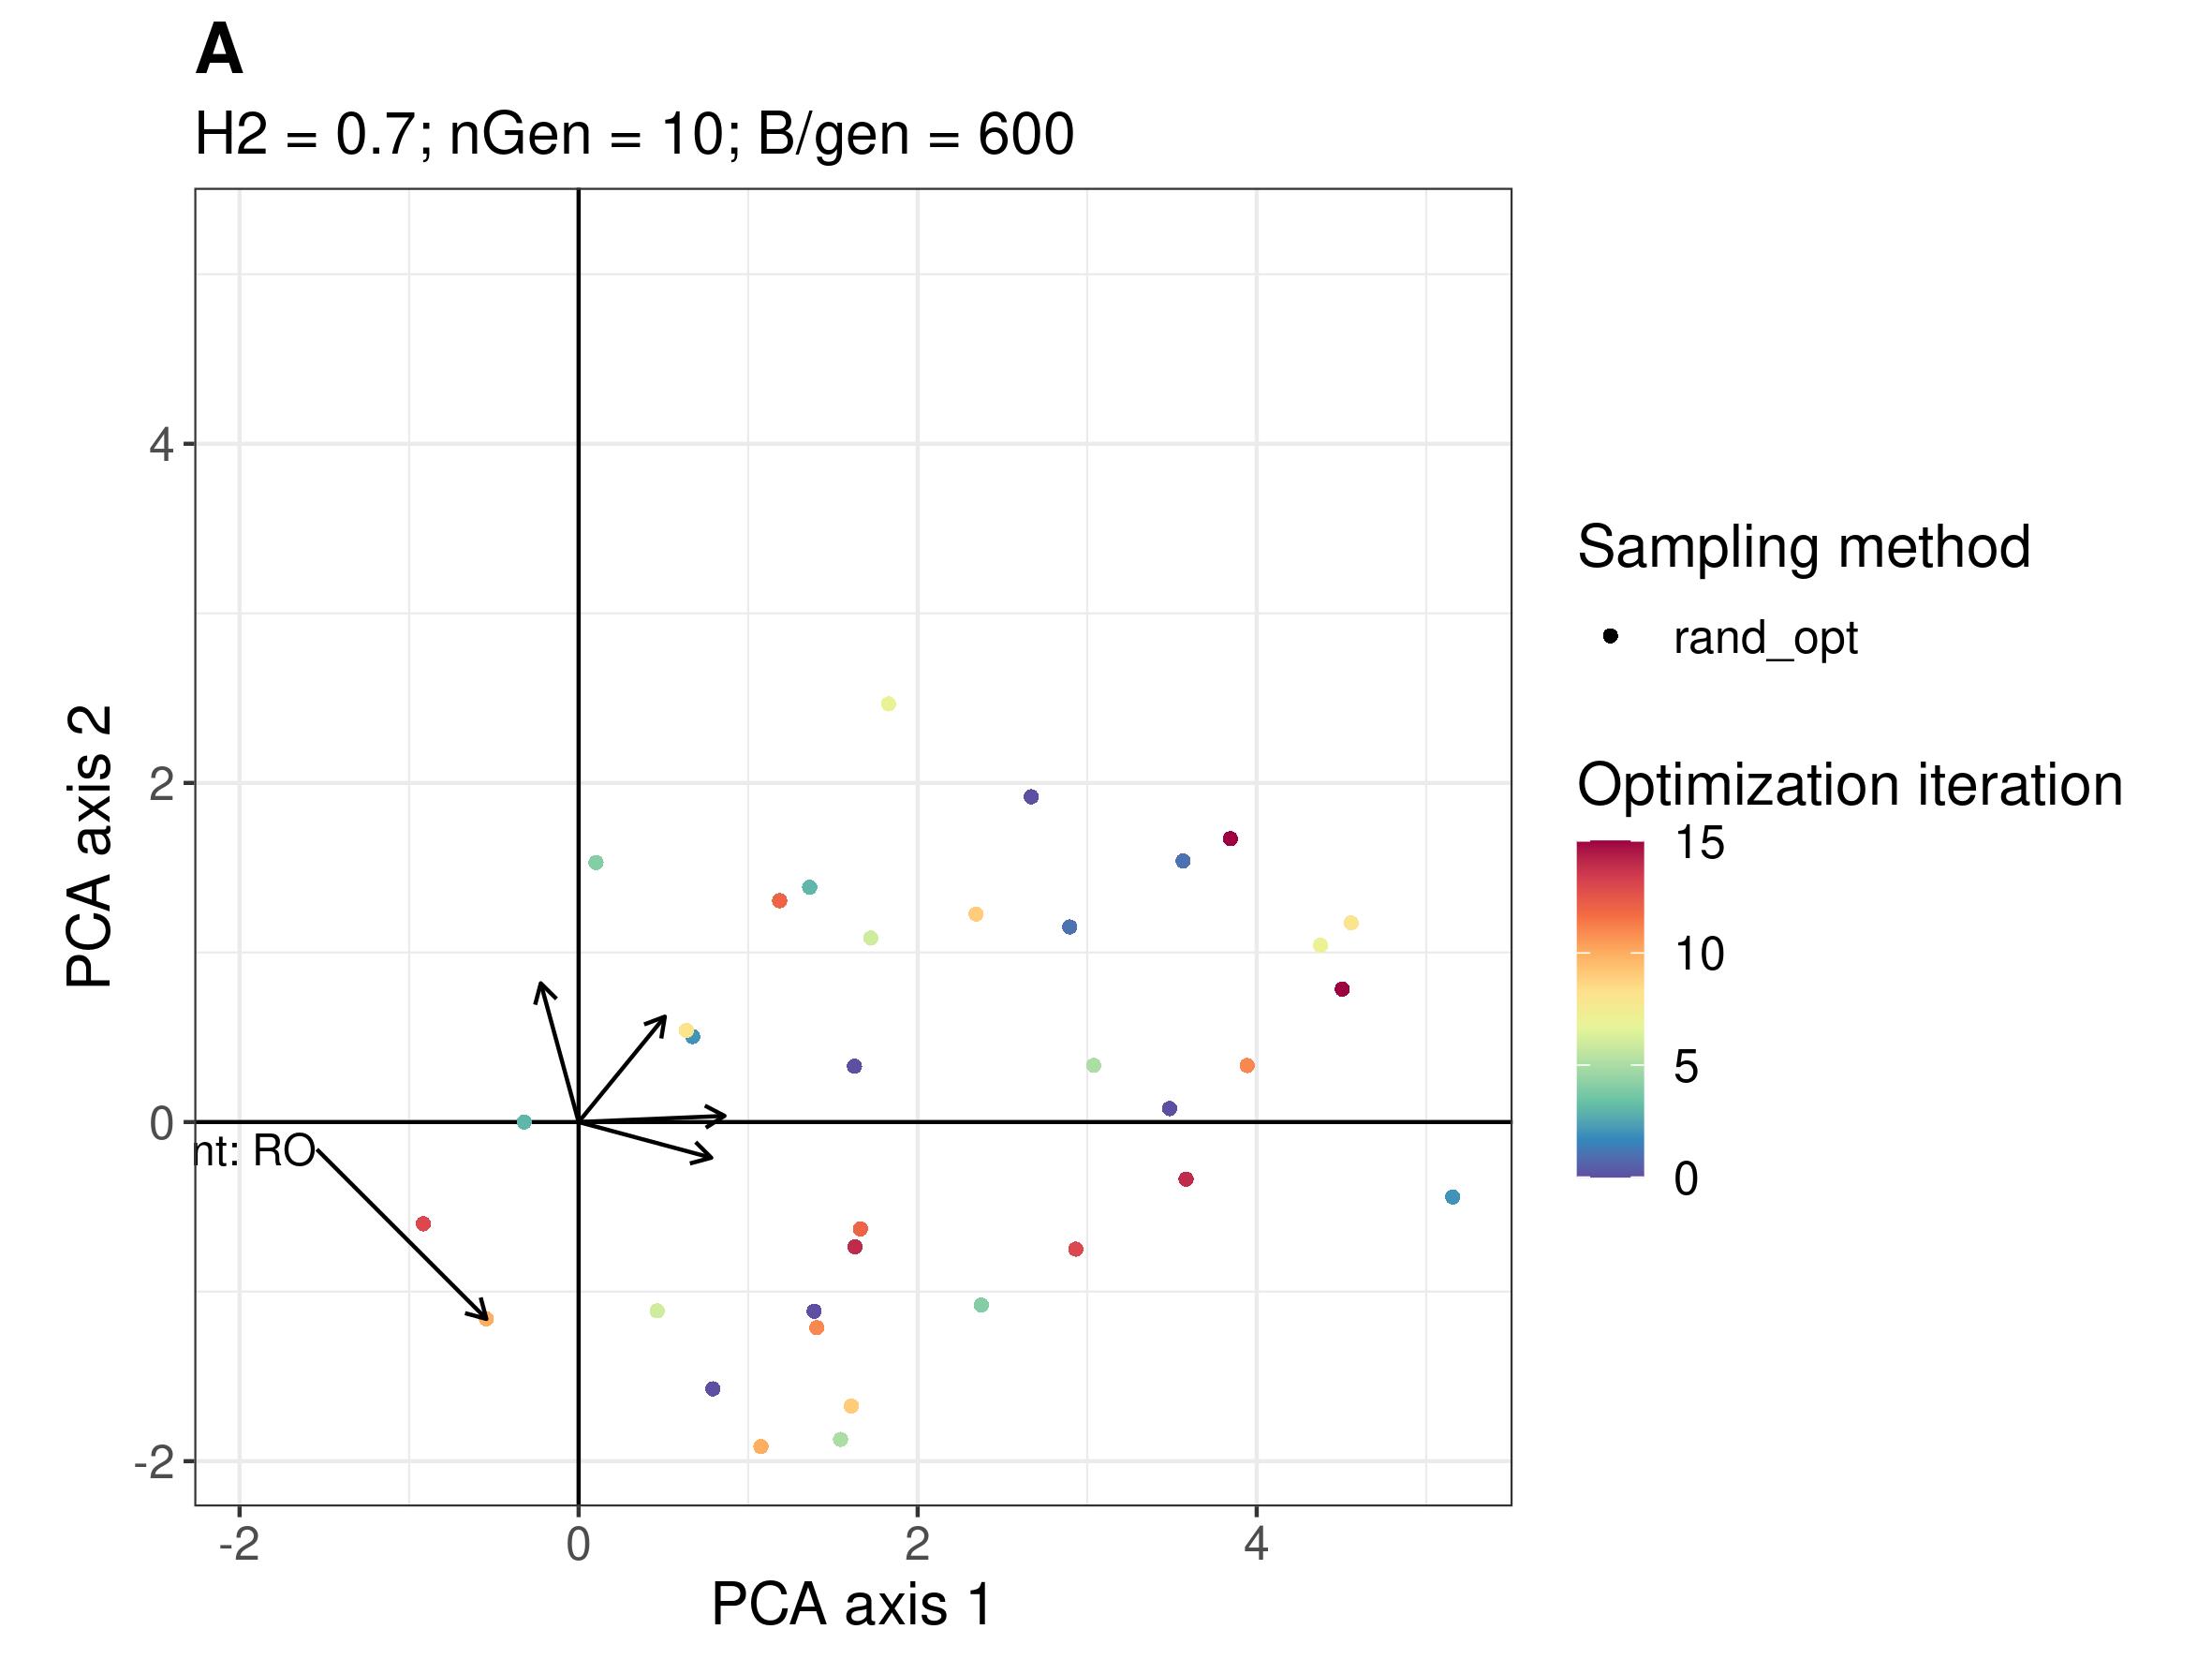 A
H2 = 0.7; nGen = 10; B/gen = 600
PCA axis 2
4
2
0
-2
nt: RO
-2
0
2
4
PCA axis 1
Sampling method
rand_opt
Optimization iteration
15
10
5
0